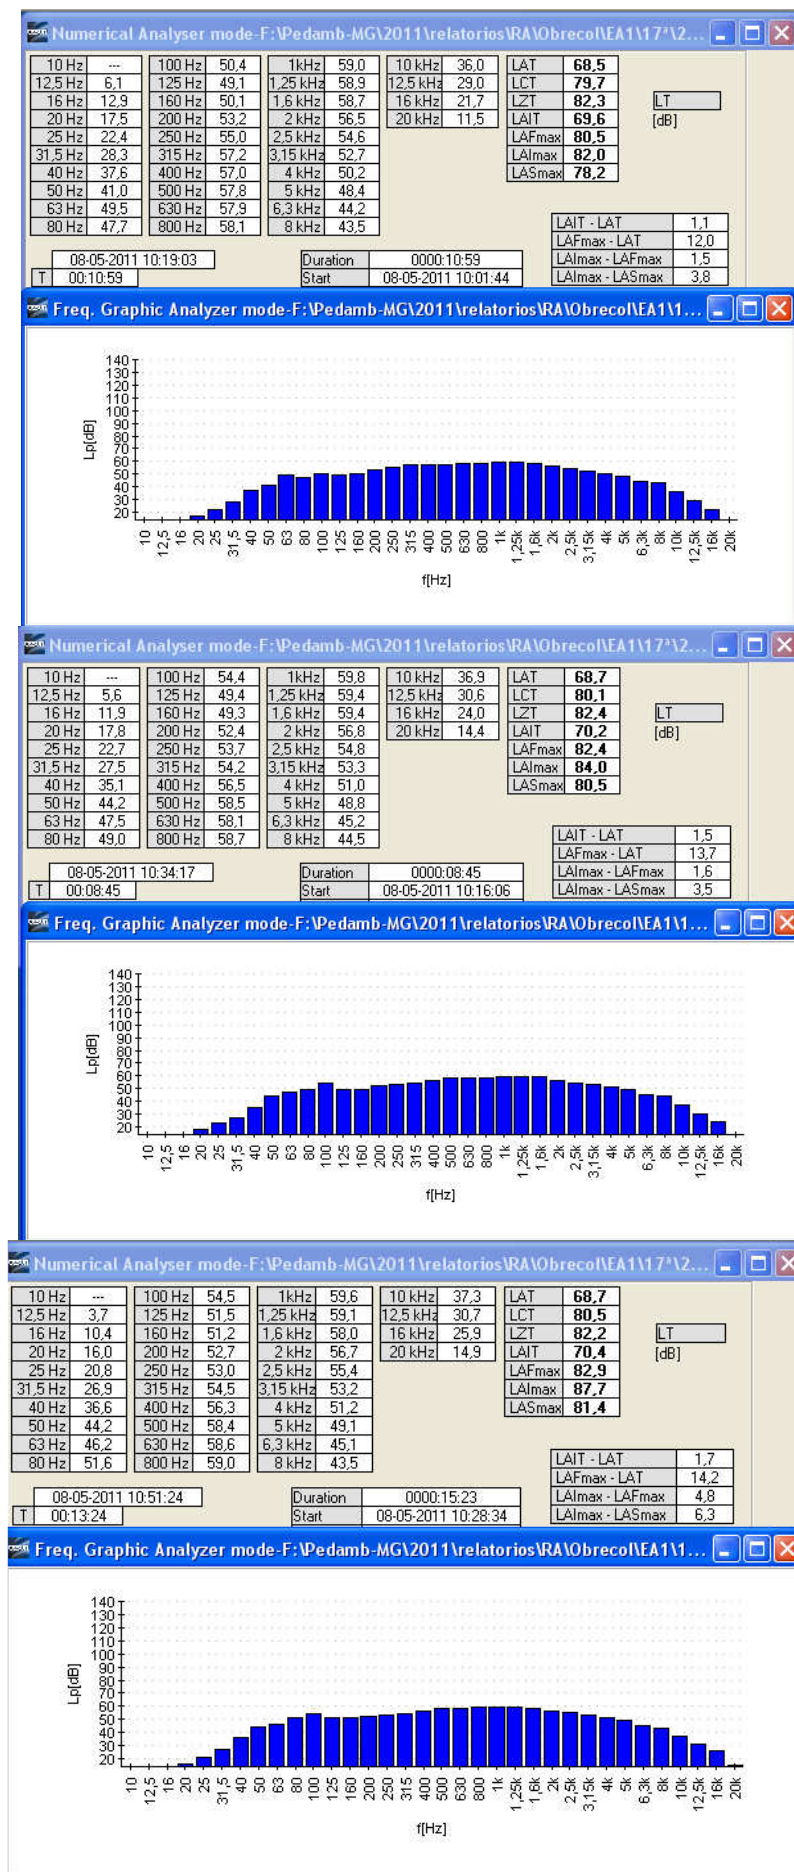 Numerical Analyser mode-F:\Pedamb-MG\2011\relatorios\RA\Obrecol\EA1\17ª\2...
10 Hz --- 100 Hz 50,4 1kHz 59,0 10 kHz 36,0 LAT 68,5
12,5 Hz 6,1 125 Hz 49,1 1,25 kHz 58,9 12,5 kHz 29,0 LCT 79,7
16 Hz 12,9 160 Hz 50,1 1,6 kHz 58,7 16 kHz 21,7 LZT 82,3 LT
20 Hz 17,5 200 Hz 53,2 2 kHz 56,5 20 kHz 11,5 LAIT 69,6 [dB]
25 Hz 22,4 250 Hz 55,0 2,5 kHz 54,6 LAFmax 80,5
31,5 Hz 28,3 315 Hz 57,2 3,15 kHz 52,7 LAImax 82,0
40 Hz 37,6 400 Hz 57,0 4 kHz 50,2 LASmax 78,2
50 Hz 41,0 500 Hz 57,8 5 kHz 48,4
63 Hz 49,5 630 Hz 57,9 6,3 kHz 44,2
80 Hz 47,7 800 Hz 58,1 8 kHz 43,5
LAIT - LAT 1,1
LAFmax - LAT 12,0
LAImax - LAFmax 1,5
LAImax - LASmax 3,8
08-05-2011 10:19:03 Duration 0000:10:59
T 00:10:59 Start 08-05-2011 10:01:44
Freq. Graphic Analyzer mode-F:\Pedamb-MG\2011\relatorios\RA\Obrecol\EA1\1...
140
130
120
110
100
90
80
70
60
50
40
30
20
Lp[dB]
10 12,5 16 20 25 31,5 40 50 63 80 100 125 160 200 250 315 400 500 630 800 1k 1,25k 1,6k 2k 2,5k 3,15k 4k 5k 6,3k 8k 10k 12,5k 16k 20k
f[Hz]
Numerical Analyser mode-F:\Pedamb-MG\2011\relatorios\RA\Obrecol\EA1\17ª\2...
10 Hz --- 100 Hz 54,4 1kHz 59,8 10 kHz 36,9 LAT 68,7
12,5 Hz 5,6 125 Hz 49,4 1,25 kHz 59,4 12,5 kHz 30,6 LCT 80,1
16 Hz 11,9 160 Hz 49,3 1,6 kHz 59,4 16 kHz 24,0 LZT 82,4 LT
20 Hz 17,8 200 Hz 52,4 2 kHz 56,8 20 kHz 14,4 LAIT 70,2 [dB]
25 Hz 22,7 250 Hz 53,7 2,5 kHz 54,8 LAFmax 82,4
31,5 Hz 27,5 315 Hz 54,2 3,15 kHz 53,3 LAImax 84,0
40 Hz 35,1 400 Hz 56,5 4 kHz 51,0 LASmax 80,5
50 Hz 44,2 500 Hz 58,5 5 kHz 48,8
63 Hz 47,5 630 Hz 58,1 6,3 kHz 45,2
80 Hz 49,0 800 Hz 58,7 8 kHz 44,5
LAIT - LAT 1,5
LAFmax - LAT 13,7
LAImax - LAFmax 1,6
LAImax - LASmax 3,5
08-05-2011 10:34:17 Duration 0000:08:45
T 00:08:45 Start 08-05-2011 10:16:06
Freq. Graphic Analyzer mode-F:\Pedamb-MG\2011\relatorios\RA\Obrecol\EA1\1...
140
130
120
110
100
90
80
70
60
50
40
30
20
Lp[dB]
10 12,5 16 20 25 31,5 40 50 63 80 100 125 160 200 250 315 400 500 630 800 1k 1,25k 1,6k 2k 2,5k 3,15k 4k 5k 6,3k 8k 10k 12,5k 16k 20k
f[Hz]
Numerical Analyser mode-F:\Pedamb-MG\2011\relatorios\RA\Obrecol\EA1\17ª\2...
10 Hz --- 100 Hz 54,5 1kHz 59,6 10 kHz 37,3 LAT 68,7
12,5 Hz 3,7 125 Hz 51,5 1,25 kHz 59,1 12,5 kHz 30,7 LCT 80,5
16 Hz 10,4 160 Hz 51,2 1,6 kHz 58,0 16 kHz 25,9 LZT 82,2 LT
20 Hz 16,0 200 Hz 52,7 2 kHz 56,7 20 kHz 14,9 LAIT 70,4 [dB]
25 Hz 20,8 250 Hz 53,0 2,5 kHz 55,4 LAFmax 82,9
31,5 Hz 26,9 315 Hz 54,5 3,15 kHz 53,2 LAImax 87,7
40 Hz 36,6 400 Hz 56,3 4 kHz 51,2 LASmax 81,4
50 Hz 44,2 500 Hz 58,4 5 kHz 49,1
63 Hz 46,2 630 Hz 58,6 6,3 kHz 45,1
80 Hz 51,6 800 Hz 59,0 8 kHz 43,5
LAIT - LAT 1,7
LAFmax - LAT 14,2
LAImax - LAFmax 4,8
LAImax - LASmax 6,3
08-05-2011 10:51:24 Duration 0000:15:23
T 00:13:24 Start 08-05-2011 10:28:34
Freq. Graphic Analyzer mode-F:\Pedamb-MG\2011\relatorios\RA\Obrecol\EA1\1...
140
130
120
110
100
90
80
70
60
50
40
30
20
Lp[dB]
10 12,5 16 20 25 31,5 40 50 63 80 100 125 160 200 250 315 400 500 630 800 1k 1,25k 1,6k 2k 2,5k 3,15k 4k 5k 6,3k 8k 10k 12,5k 16k 20k
f[Hz]